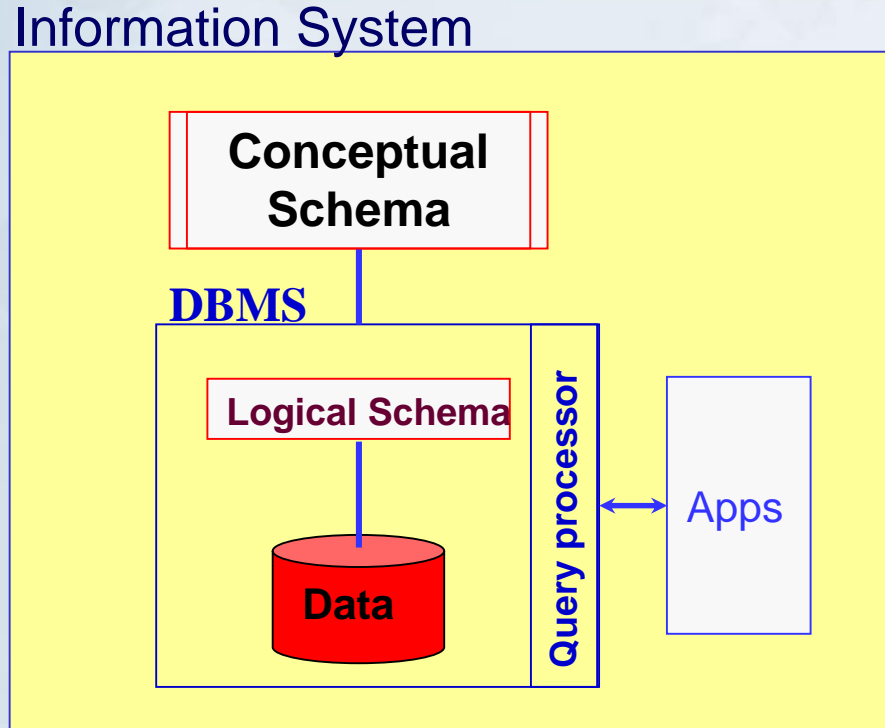 Information System
Conceptual
Schema
DBMS
Logical Schema
Query processor
Apps
Data